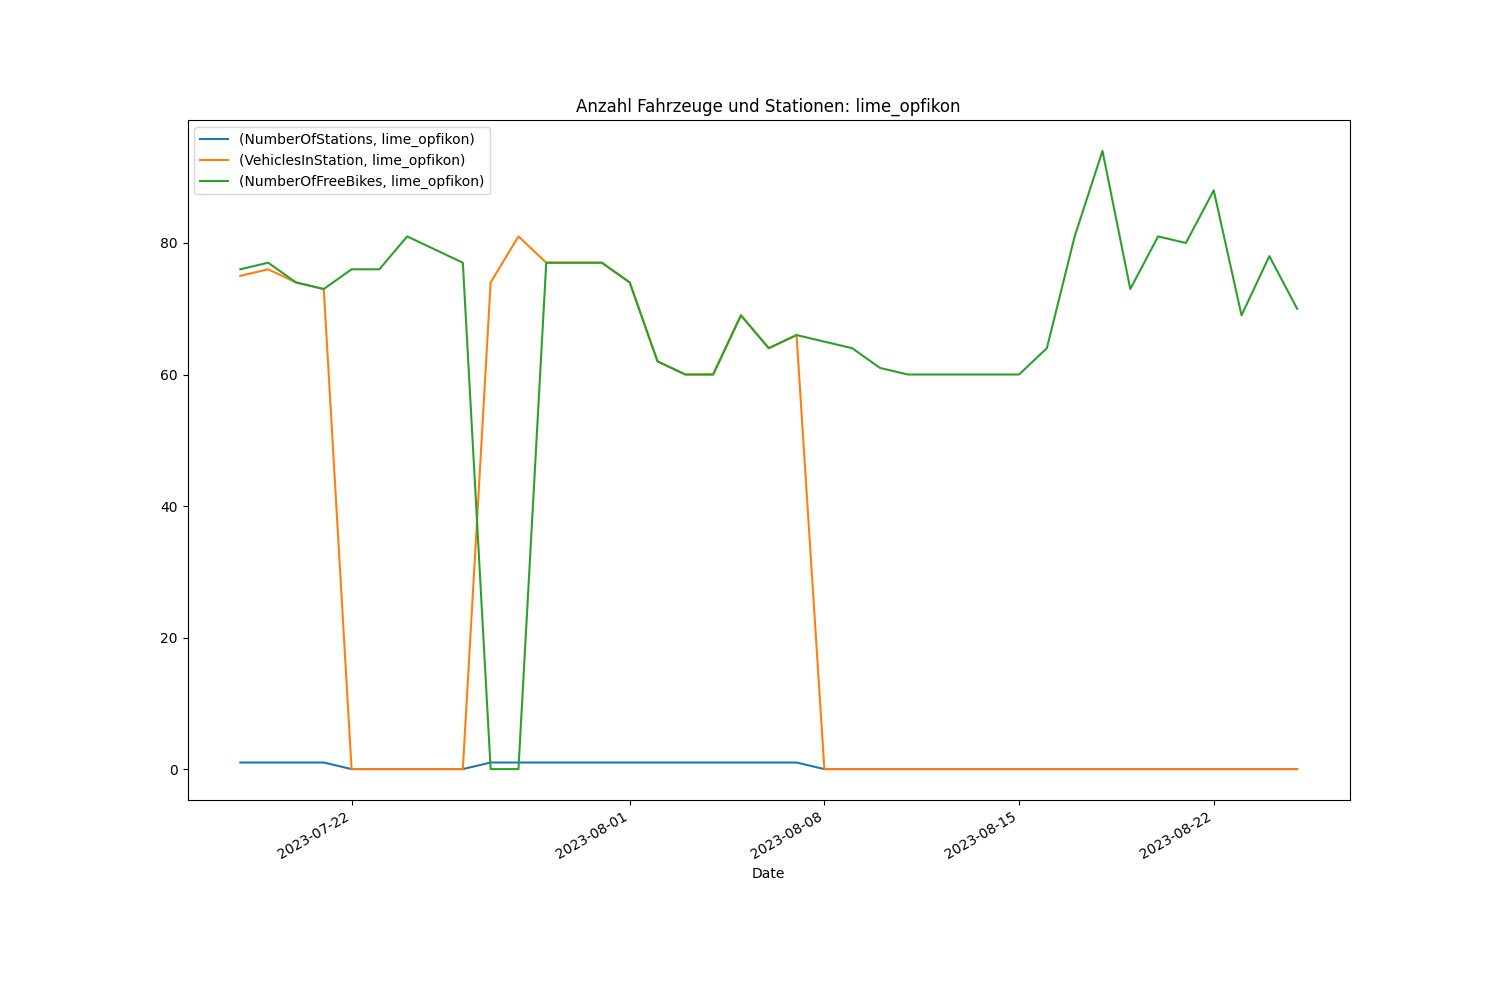 Anzahl Fahrzeuge und Stationen: lime_opfikon
(NumberOfStations, lime_opfikon)
(VehiclesInStation, lime_opfikon)
(NumberOfFreeBikes, lime_opfikon)
80
60
40
20
0
2023-07-22
2023-08-01
2023-08-08
2023-08-15
2023-08-22
Date